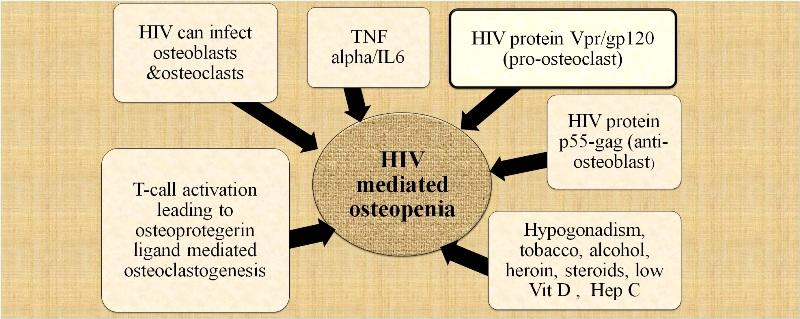 HIV can infect
osteoblasts
&osteoclasts
TNF
alpha/IL6
HIV protein Vpr/gp120
(pro-osteoclast)
HIV protein
p55-gag (anti-
osteoblast)
HIV
mediated
osteopenia
T-call activation
leading to
osteoprotegerin
ligand mediated
osteoclastogenesis
Hypogonadism,
tobacco, alcohol,
heroin, steroids, low
Vit D , Hep C